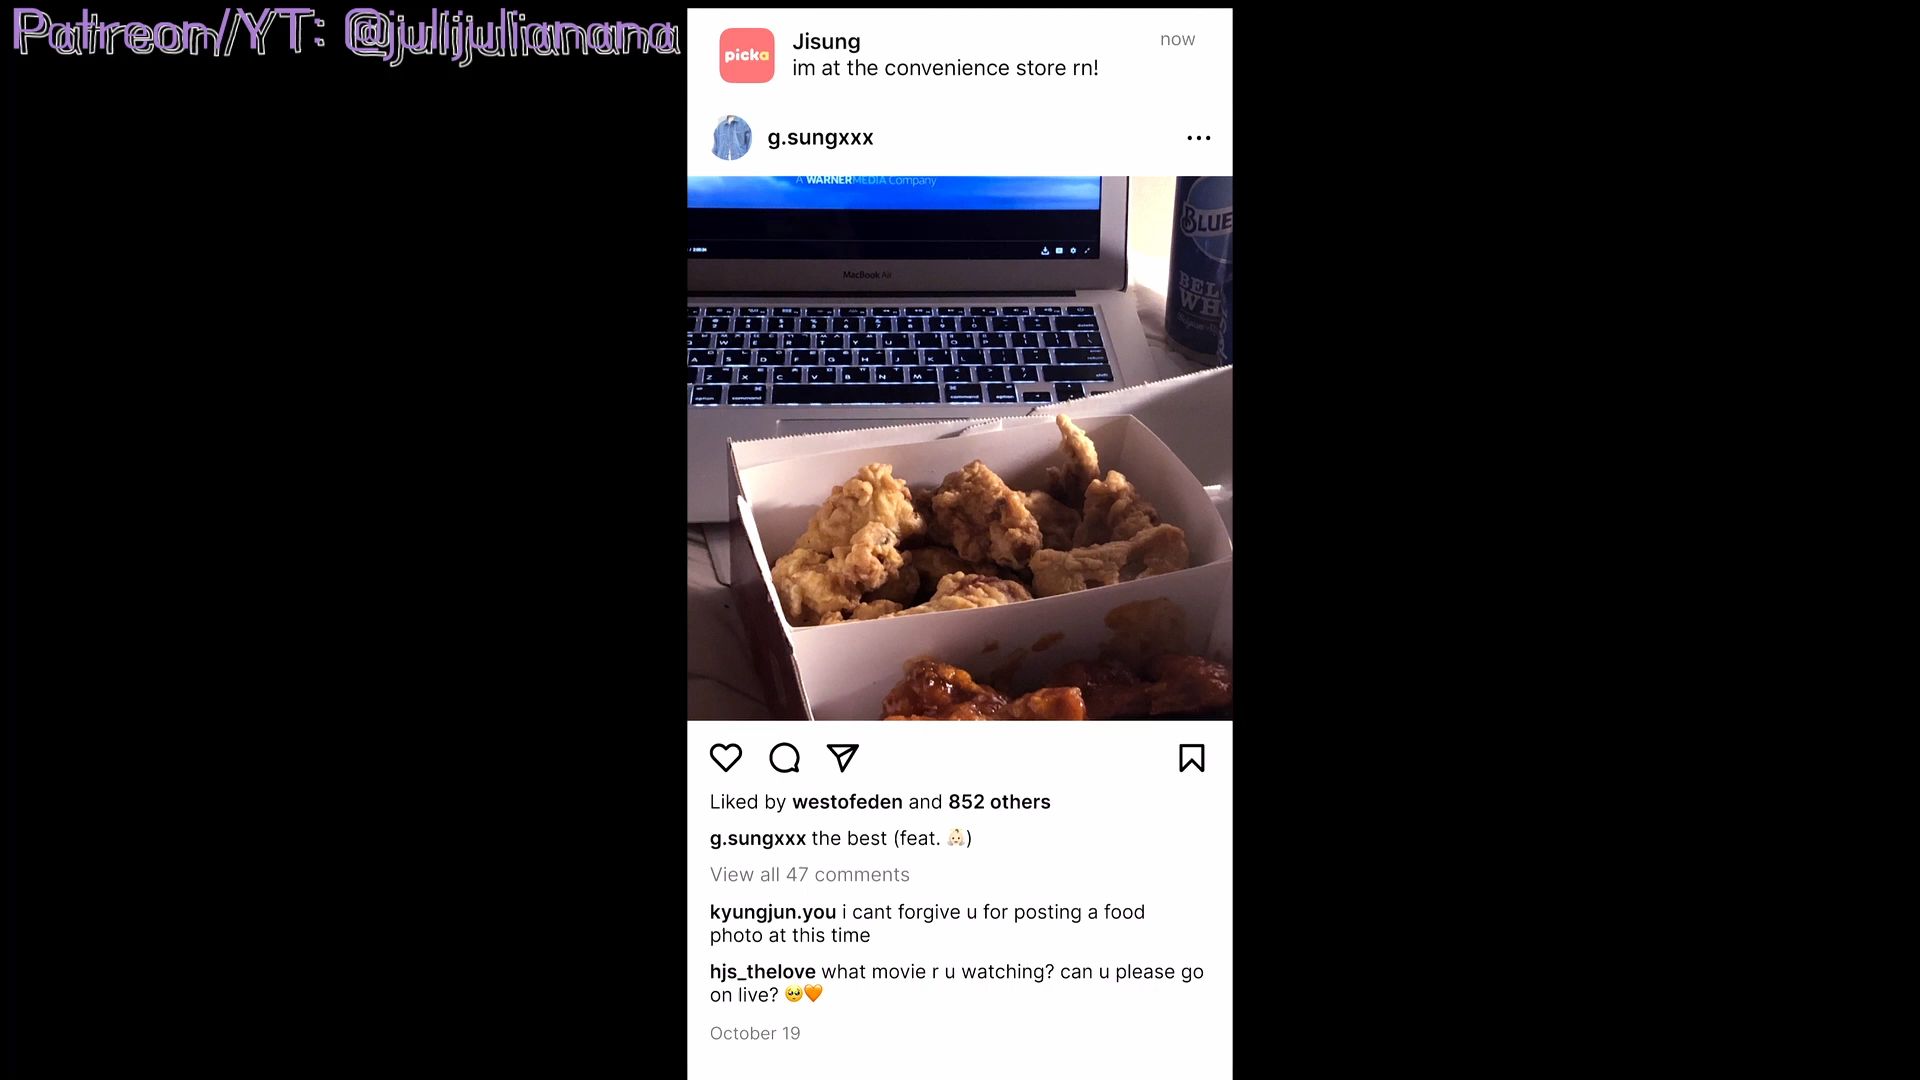 Patreon/YT: @julijulianana
picka
Jisung
now
im at the convenience store rn!
g.sungxxx
A WARNERMEDIA Company
MacBook Air
BLUE
BEL
WH
Liked by westofeden and 852 others
g.sungxxx the best (feat. 👶🏻)
View all 47 comments
kyungjun.you i cant forgive u for posting a food
photo at this time
hjs_thelove what movie r u watching? can u please go
on live? 🥺🧡
October 19